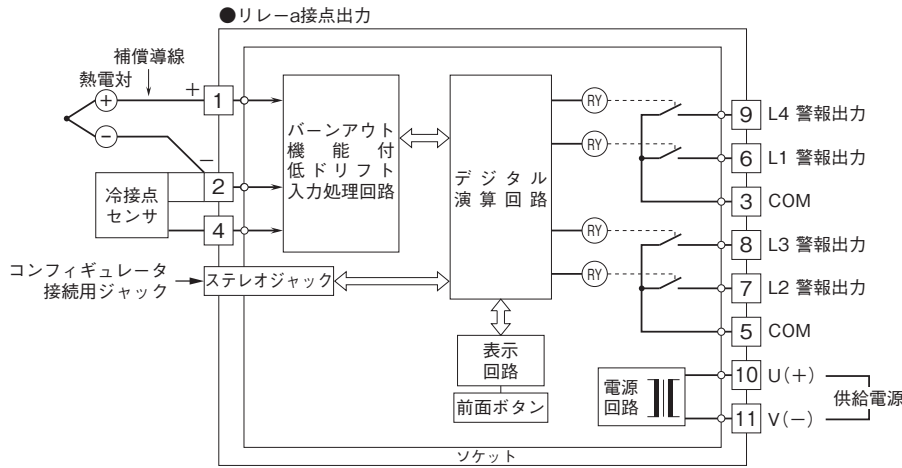 ●リレーa接点出力
補償導線
熱電対
+
+
−
−
1
2
4
冷接点
センサ
バーンアウト
機能付
低ドリフト
入力処理回路
デジタル
演算回路
RY
RY
RY
RY
9 L4 警報出力
6 L1 警報出力
3 COM
8 L3 警報出力
7 L2 警報出力
5 COM
コンフィギュレータ
接続用ジャック
ステレオジャック
表示
回路
前面ボタン
電源
回路
10 U(+)
11 V(−)
供給電源
ソケット